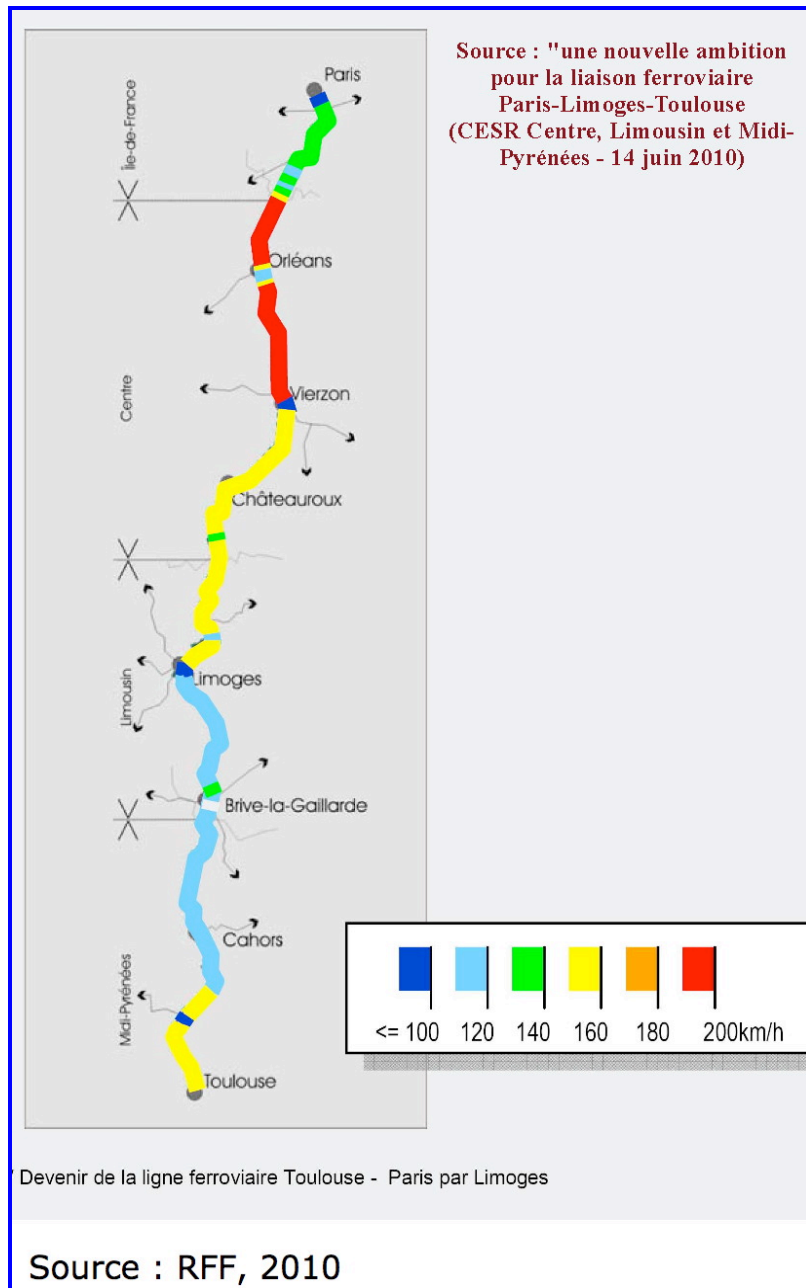 Source : "une nouvelle ambition
pour la liaison ferroviaire
Paris-Limoges-Toulouse
(CESR Centre, Limousin et Midi-
Pyrénées - 14 juin 2010)
Paris
Île-de-France
Orléans
Vierzon
Centre
Châteauroux
Limoges
Limousin
Brive-la-Gaillarde
Cahors
Midi-Pyrénées
Toulouse
<= 100 120 140 160 180 200km/h
' Devenir de la ligne ferroviaire Toulouse - Paris par Limoges
Source : RFF, 2010